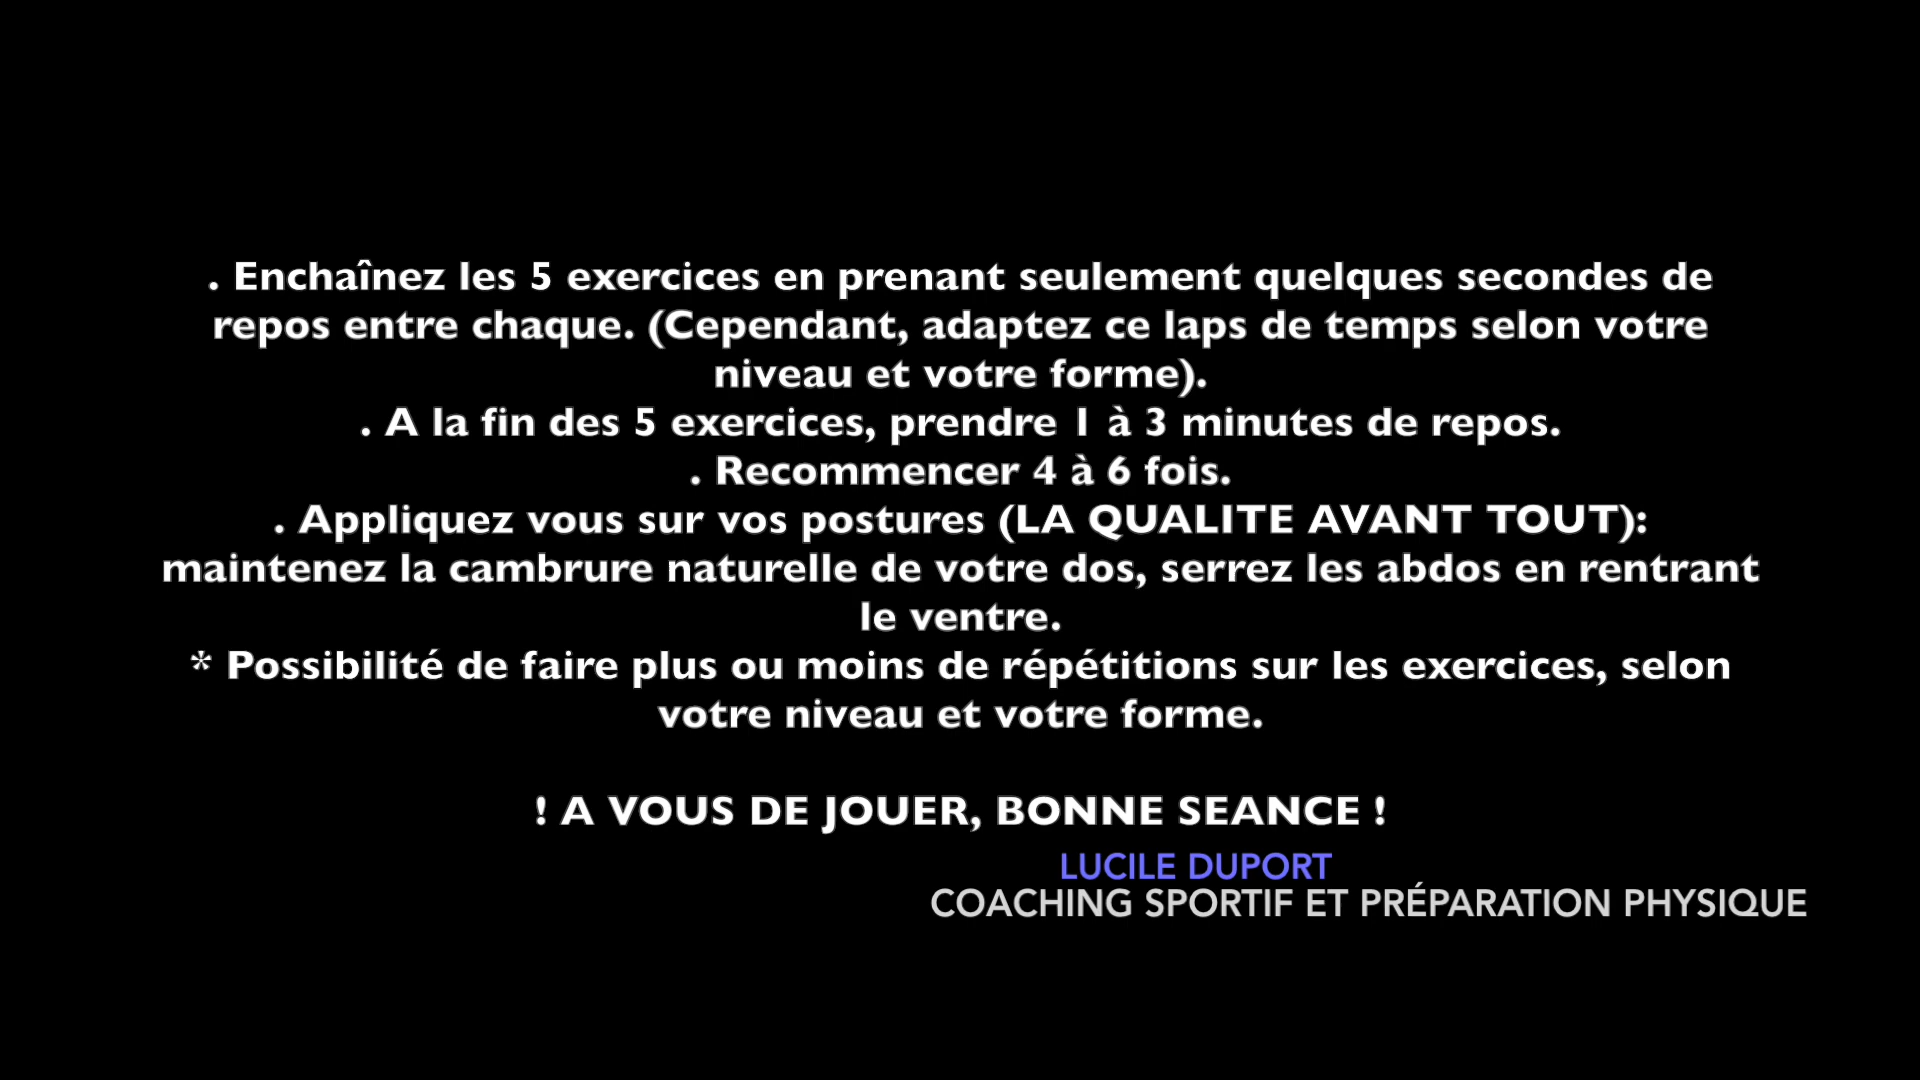 . Enchaînez les 5 exercices en prenant seulement quelques secondes de
repos entre chaque. (Cependant, adaptez ce laps de temps selon votre
niveau et votre forme).
. A la fin des 5 exercices, prendre 1 à 3 minutes de repos.
. Recommencer 4 à 6 fois.
. Appliquez vous sur vos postures (LA QUALITE AVANT TOUT):
maintenez la cambrure naturelle de votre dos, serrez les abdos en rentrant
le ventre.
* Possibilité de faire plus ou moins de répétitions sur les exercices, selon
votre niveau et votre forme.
! A VOUS DE JOUER, BONNE SEANCE !
LUCILE DUPORT
COACHING SPORTIF ET PRÉPARATION PHYSIQUE